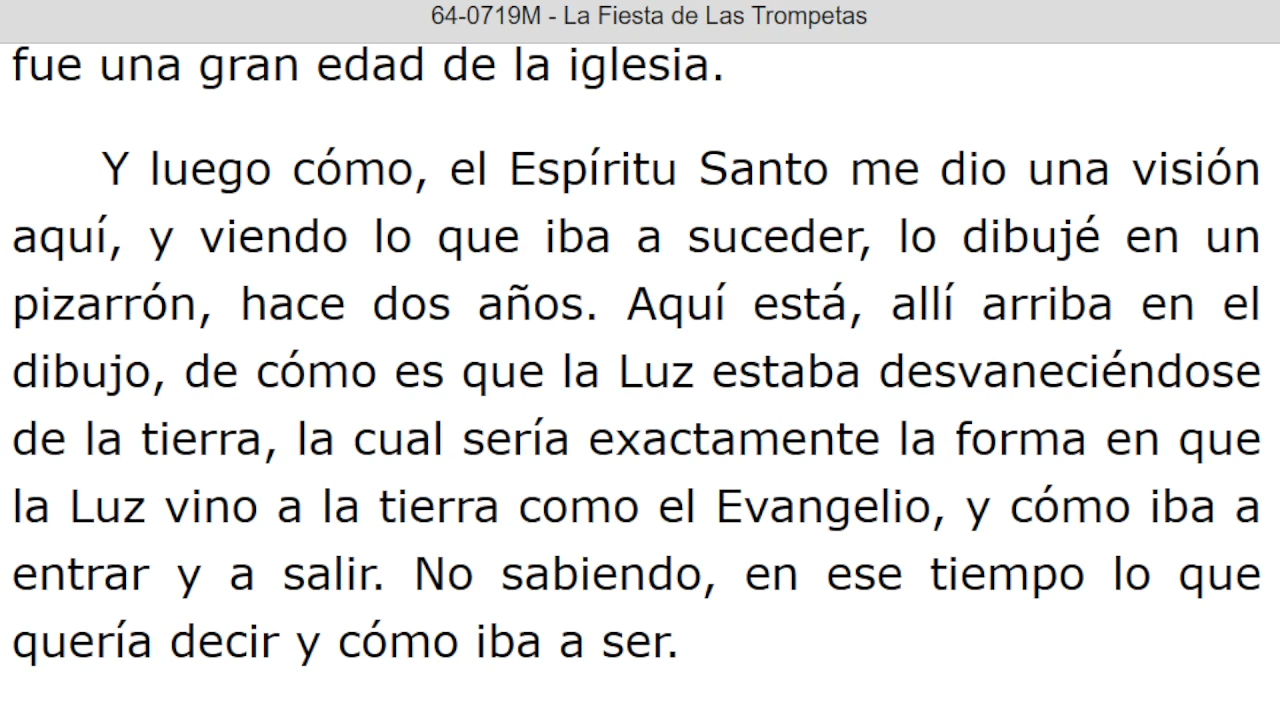 64-0719M - La Fiesta de Las Trompetas
fue una gran edad de la iglesia.
Y luego cómo, el Espíritu Santo me dio una visión
aquí, y viendo lo que iba a suceder, lo dibujé en un
pizarrón, hace dos años. Aquí está, allí arriba en el
dibujo, de cómo es que la Luz estaba desvaneciéndose
de la tierra, la cual sería exactamente la forma en que
la Luz vino a la tierra como el Evangelio, y cómo iba a
entrar y a salir. No sabiendo, en ese tiempo lo que
quería decir y cómo iba a ser.